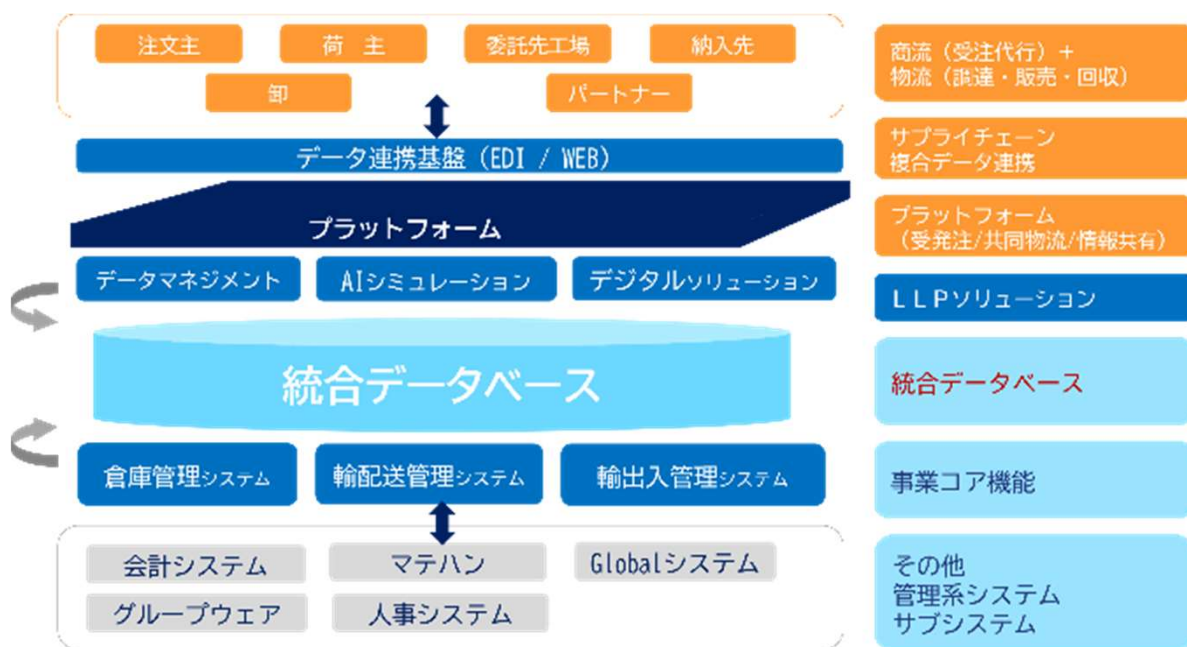 注文主
荷 主
委託先工場
納入先
卸
パートナー
データ連携基盤（EDI / WEB）
プラットフォーム
データマネジメント
AIシミュレーション
デジタルソリューション
統合データベース
倉庫管理システム
輸配送管理システム
輸出入管理システム
会計システム
マテハン
Globalシステム
グループウェア
人事システム
商流（受注代行）＋
物流（調達・販売・回収）
サプライチェーン
複合データ連携
プラットフォーム
（受発注/共同物流/情報共有）
ＬＬＰソリューション
統合データベース
事業コア機能
その他
管理系システム
サブシステム